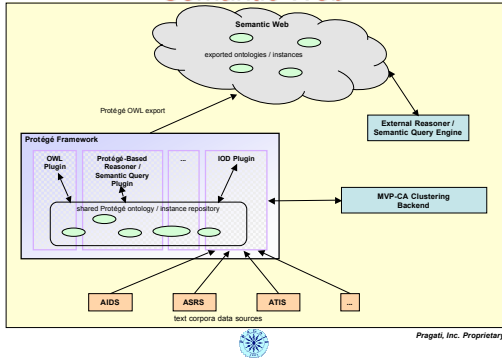 Semantic Web
exported ontologies / instances
Protégé OWL export
External Reasoner /
Semantic Query Engine
Protégé Framework
OWL
Plugin
Protégé-Based
Reasoner /
Semantic Query
Plugin
...
IOD Plugin
shared Protégé ontology / instance repository
MVP-CA Clustering
Backend
AIDS
ASRS
ATIS
...
text corpora data sources
Pragati, Inc. Proprietary